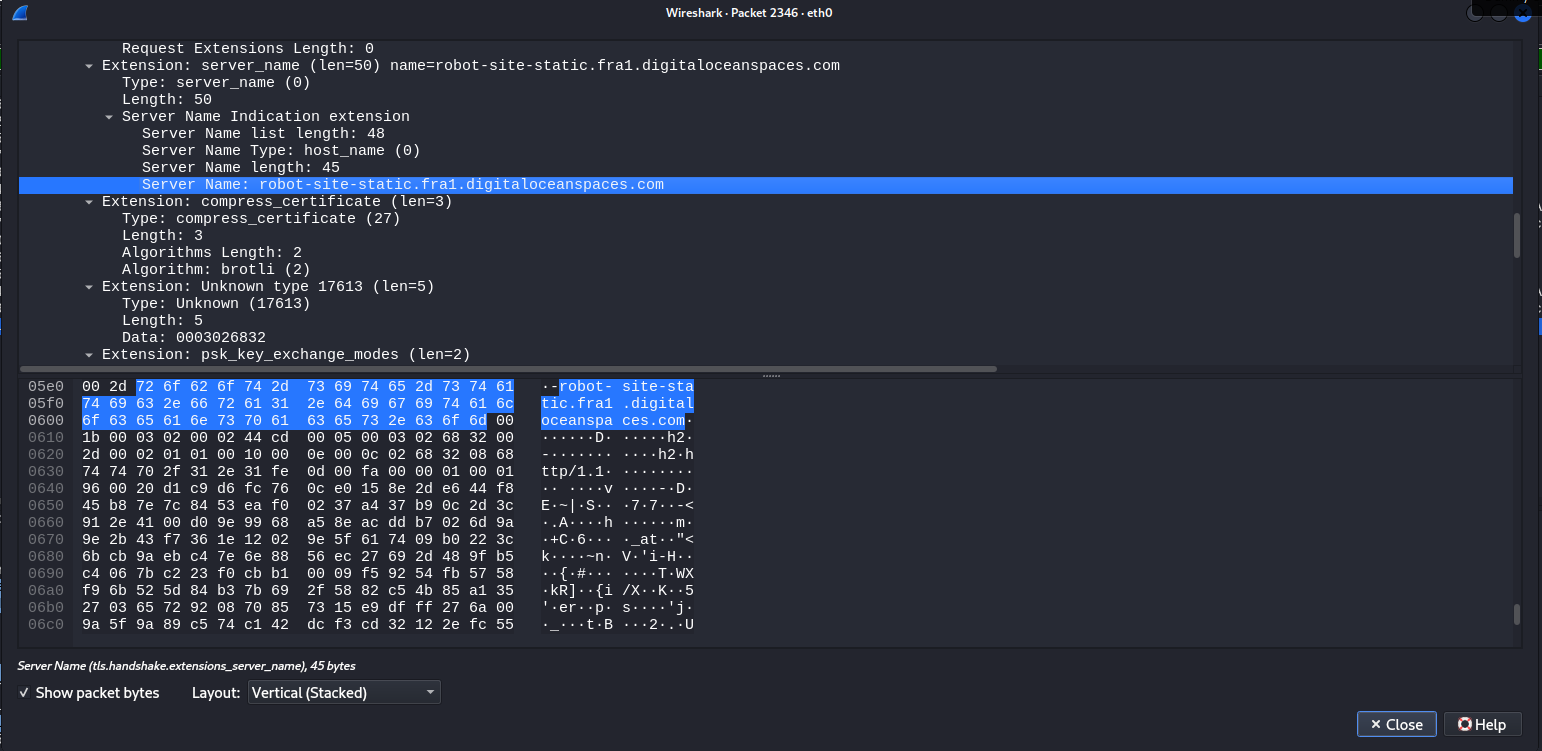 Wireshark · Packet 2346 · eth0
Request Extensions Length: 0
Extension: server_name (len=50) name=robot-site-static.fra1.digitaloceanspaces.com
Type: server_name (0)
Length: 50
Server Name Indication extension
Server Name list length: 48
Server Name Type: host_name (0)
Server Name length: 45
Server Name: robot-site-static.fra1.digitaloceanspaces.com
Extension: compress_certificate (len=3)
Type: compress_certificate (27)
Length: 3
Algorithms Length: 2
Algorithm: brotli (2)
Extension: Unknown type 17613 (len=5)
Type: Unknown (17613)
Length: 5
Data: 0003026832
Extension: psk_key_exchange_modes (len=2)
05e0 00 2d 72 6f 62 6f 74 2d 73 69 74 65 2d 73 74 61 ·-robot- site-sta
05f0 74 69 63 2e 66 72 61 31 2e 64 69 67 69 74 61 6c tic.fra1 .digital
0600 6f 63 65 61 6e 73 70 61 63 65 73 2e 63 6f 6d 00 oceanspa ces.com·
0610 1b 00 03 02 00 02 44 cd 00 05 00 03 02 68 32 00 ······D· ·····h2·
0620 2d 00 02 01 01 00 10 00 0e 00 0c 02 68 32 08 68 -······· ····h2·h
0630 74 74 70 2f 31 2e 31 fe 0d 00 fa 00 00 01 00 01 ttp/1.1· ········
0640 96 00 20 d1 c9 d6 fc 76 0c e0 15 8e 2d e6 44 f8 ·· ····v ····-·D·
0650 45 b8 7e 7c 84 53 ea f0 02 37 a4 37 b9 0c 2d 3c E·~|·S·· ·7·7··-<
0660 91 2e 41 00 d0 9e 99 68 a5 8e ac dd b7 02 6d 9a ·.A····h ······m·
0670 9e 2b 43 f7 36 1e 12 02 9e 5f 61 74 09 b0 22 3c ·+C·6··· ·_at··"<
0680 6b cb 9a eb c4 7e 6e 88 56 ec 27 69 2d 48 9f b5 k····~n· V·'i-H··
0690 c4 06 7b c2 23 f0 cb b1 00 09 f5 92 54 fb 57 58 ··{·#··· ····T·WX
06a0 f9 6b 52 5d 84 b3 7b 69 2f 58 82 c5 4b 85 a1 35 ·kR]··{i /X··K··5
06b0 27 03 65 72 92 08 70 85 73 15 e9 df ff 27 6a 00 '·er··p· s····'j·
06c0 9a 5f 9a 89 c5 74 c1 42 dc f3 cd 32 12 2e fc 55 ·_···t·B ···2·.·U
Server Name (tls.handshake.extensions_server_name), 45 bytes
Show packet bytes Layout: Vertical (Stacked)
Close Help